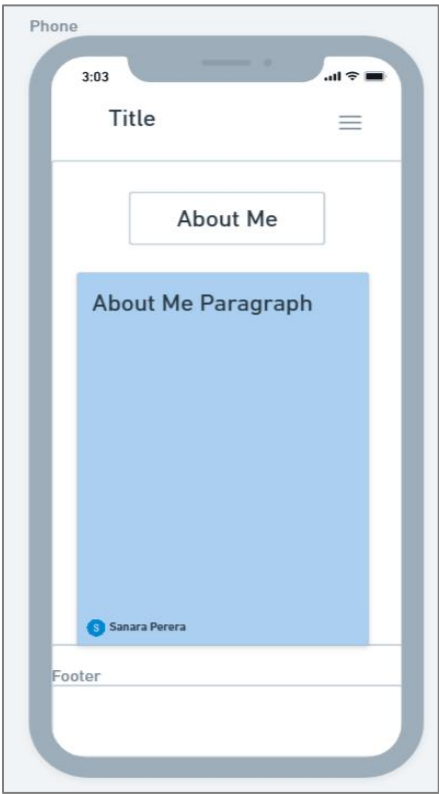 Phone
3:03
Title
About Me
About Me Paragraph
S Sanara Perera
Footer